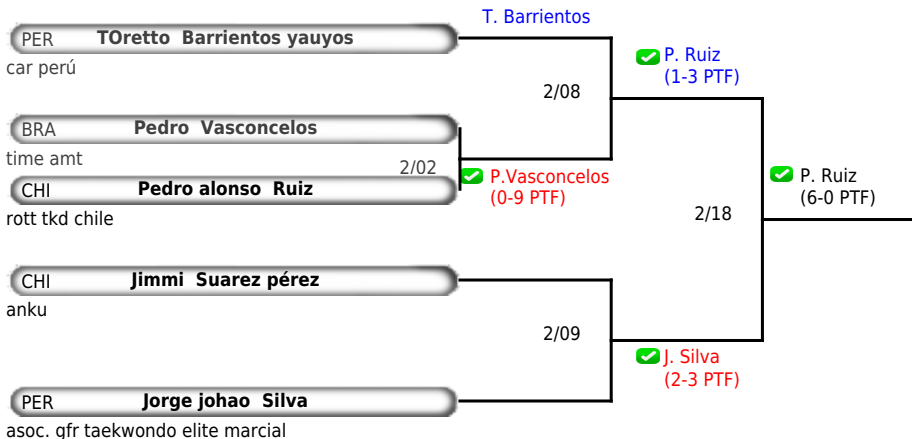 T. Barrientos
PER TOretto Barrientos yauyos
car perú
P. Ruiz
(1-3 PTF)
2/08
BRA Pedro Vasconcelos
time amt
2/02
P.Vasconcelos
(0-9 PTF)
CHI Pedro alonso Ruiz
rott tkd chile
P. Ruiz
(6-0 PTF)
2/18
CHI Jimmi Suarez pérez
anku
2/09
J. Silva
(2-3 PTF)
PER Jorge johao Silva
asoc. gfr taekwondo elite marcial